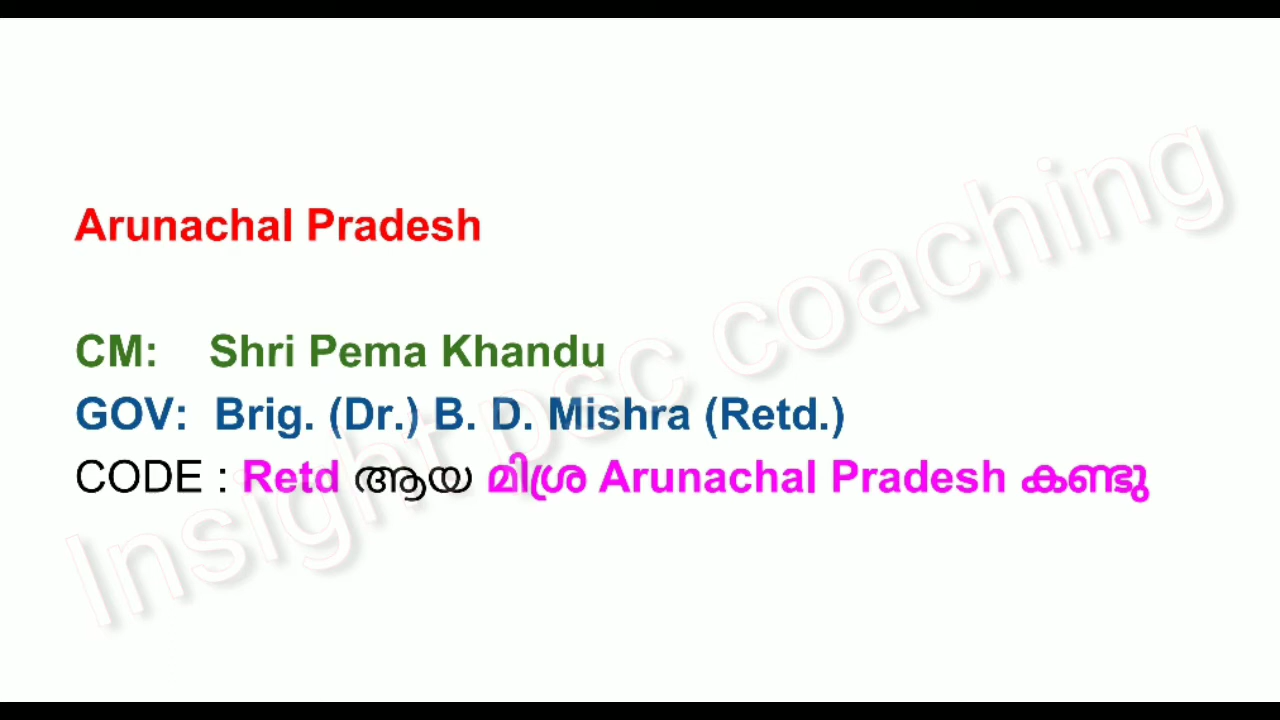 Arunachal Pradesh
CM: Shri Pema Khandu
GOV: Brig. (Dr.) B. D. Mishra (Retd.)
CODE : Retd ആയ മിശ്ര Arunachal Pradesh കണ്ടു
Insight psc coaching